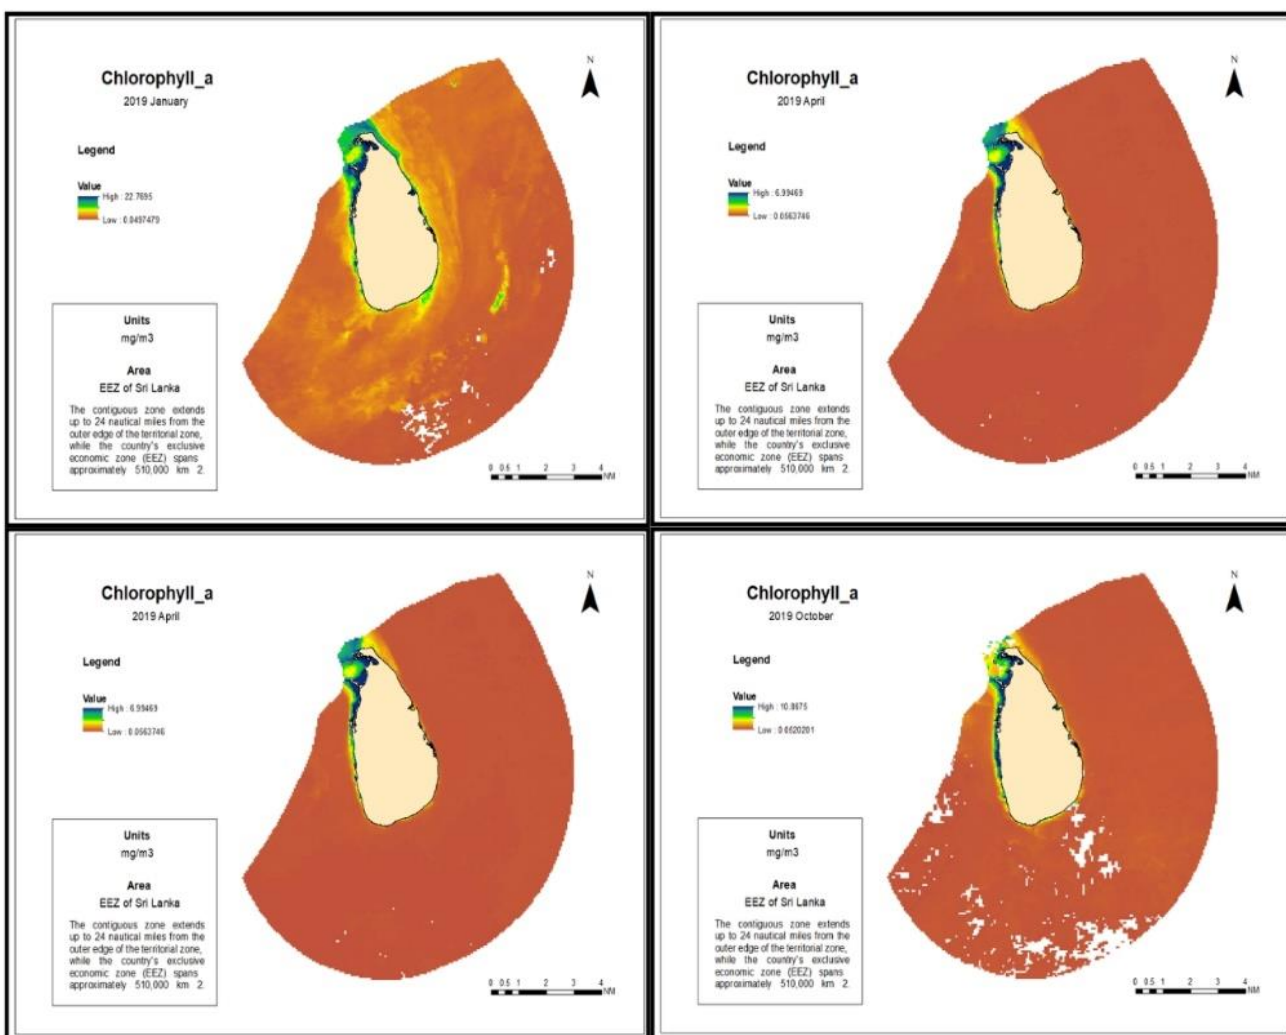 Chlorophyll_a
2019 January
N
Legend
Value
High : 22.7695
Low : 0.0497479
Units
mg/m3
Area
EEZ of Sri Lanka
The contiguous zone extends
up to 24 nautical miles from the
outer edge of the territorial zone,
while the country's exclusive
economic zone (EEZ) spans
approximately 510,000 km 2.
0 0.5 1 2 3 4
NM
Chlorophyll_a
2019 April
N
Legend
Value
High : 6.99469
Low : 0.0563746
Units
mg/m3
Area
EEZ of Sri Lanka
The contiguous zone extends
up to 24 nautical miles from the
outer edge of the territorial zone,
while the country's exclusive
economic zone (EEZ) spans
approximately 510,000 km 2.
0 0.5 1 2 3 4
NM
Chlorophyll_a
2019 April
N
Legend
Value
High : 6.99469
Low : 0.0563746
Units
mg/m3
Area
EEZ of Sri Lanka
The contiguous zone extends
up to 24 nautical miles from the
outer edge of the territorial zone,
while the country's exclusive
economic zone (EEZ) spans
approximately 510,000 km 2.
0 0.5 1 2 3 4
NM
Chlorophyll_a
2019 October
N
Legend
Value
High : 10.8675
Low : 0.0620201
Units
mg/m3
Area
EEZ of Sri Lanka
The contiguous zone extends
up to 24 nautical miles from the
outer edge of the territorial zone,
while the country's exclusive
economic zone (EEZ) spans
approximately 510,000 km 2.
0 0.5 1 2 3 4
NM